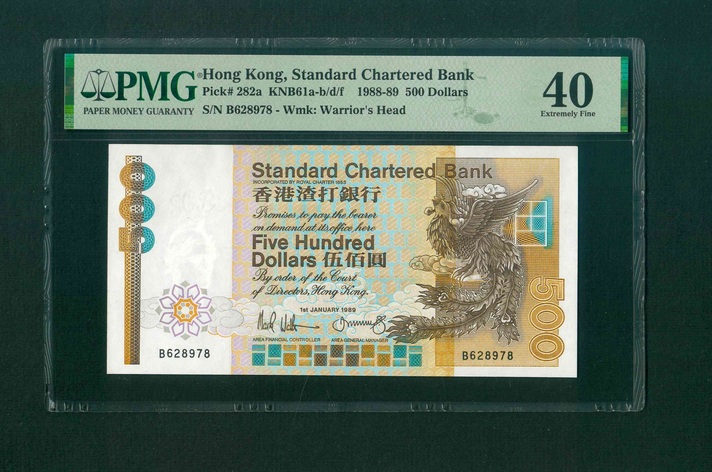 PMG
PAPER MONEY GUARANTY
Hong Kong, Standard Chartered Bank
Pick# 282a KNB61a-b/d/f 1988-89 500 Dollars
S/N B628978 - Wmk: Warrior's Head
40
Extremely Fine
500
Standard Chartered Bank
INCORPORATED BY ROYAL CHARTER 1853
香港渣打銀行
Promises to pay the bearer
on demand at its office here
Five Hundred
Dollars 伍佰圓
By order of the Court
of Directors, Hong Kong.
1st JANUARY 1989
AREA FINANCIAL CONTROLLER AREA GENERAL MANAGER
B628978
B628978
500